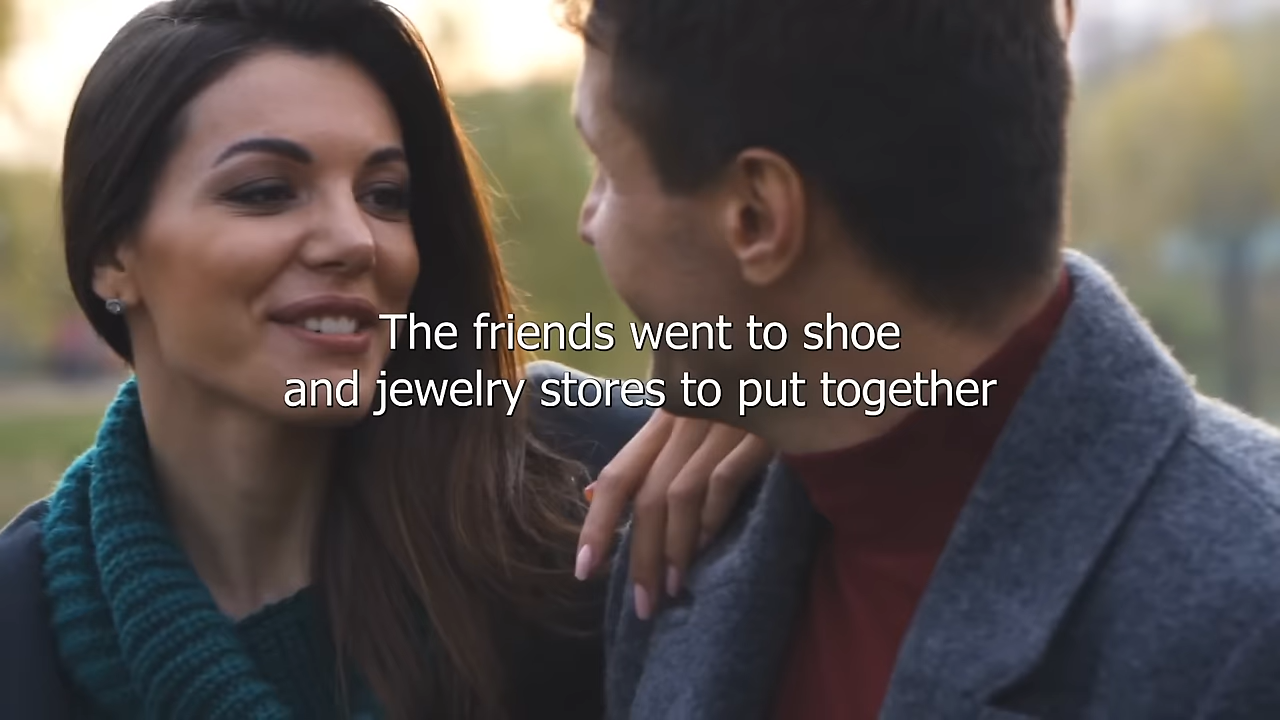 The friends went to shoe
and jewelry stores to put together